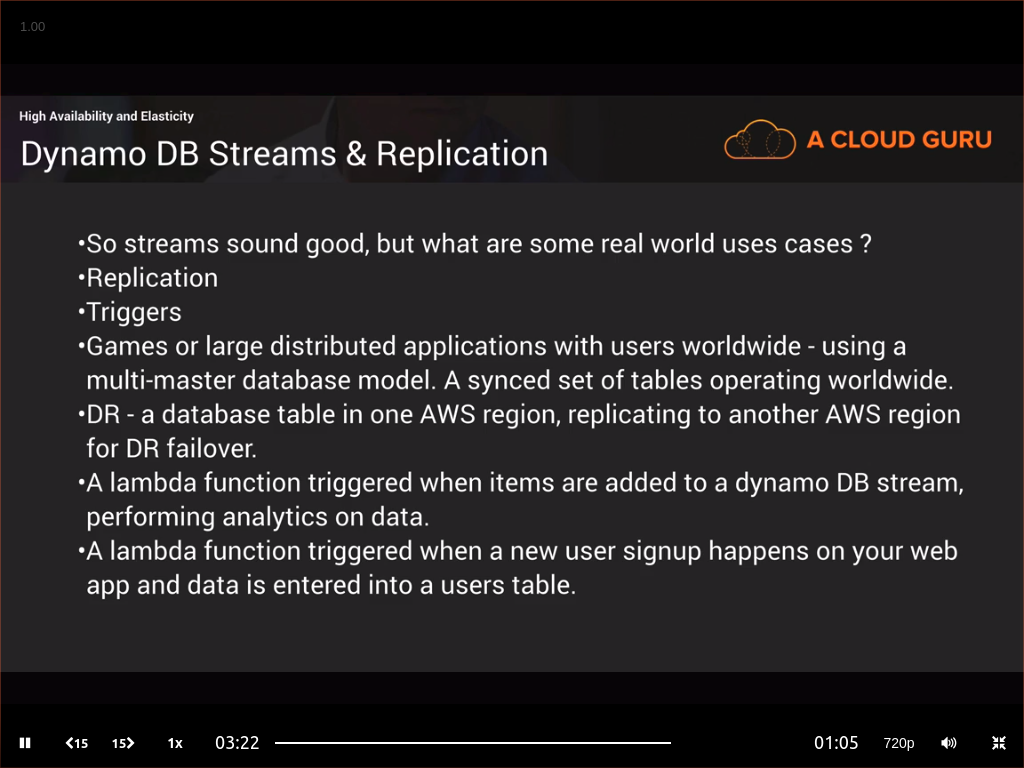 1.00
High Availability and Elasticity
Dynamo DB Streams & Replication
A CLOUD GURU
•So streams sound good, but what are some real world uses cases ?
•Replication
•Triggers
•Games or large distributed applications with users worldwide - using a
multi-master database model. A synced set of tables operating worldwide.
•DR - a database table in one AWS region, replicating to another AWS region
for DR failover.
•A lambda function triggered when items are added to a dynamo DB stream,
performing analytics on data.
•A lambda function triggered when a new user signup happens on your web
app and data is entered into a users table.
15 15 1x 03:22 01:05 720p